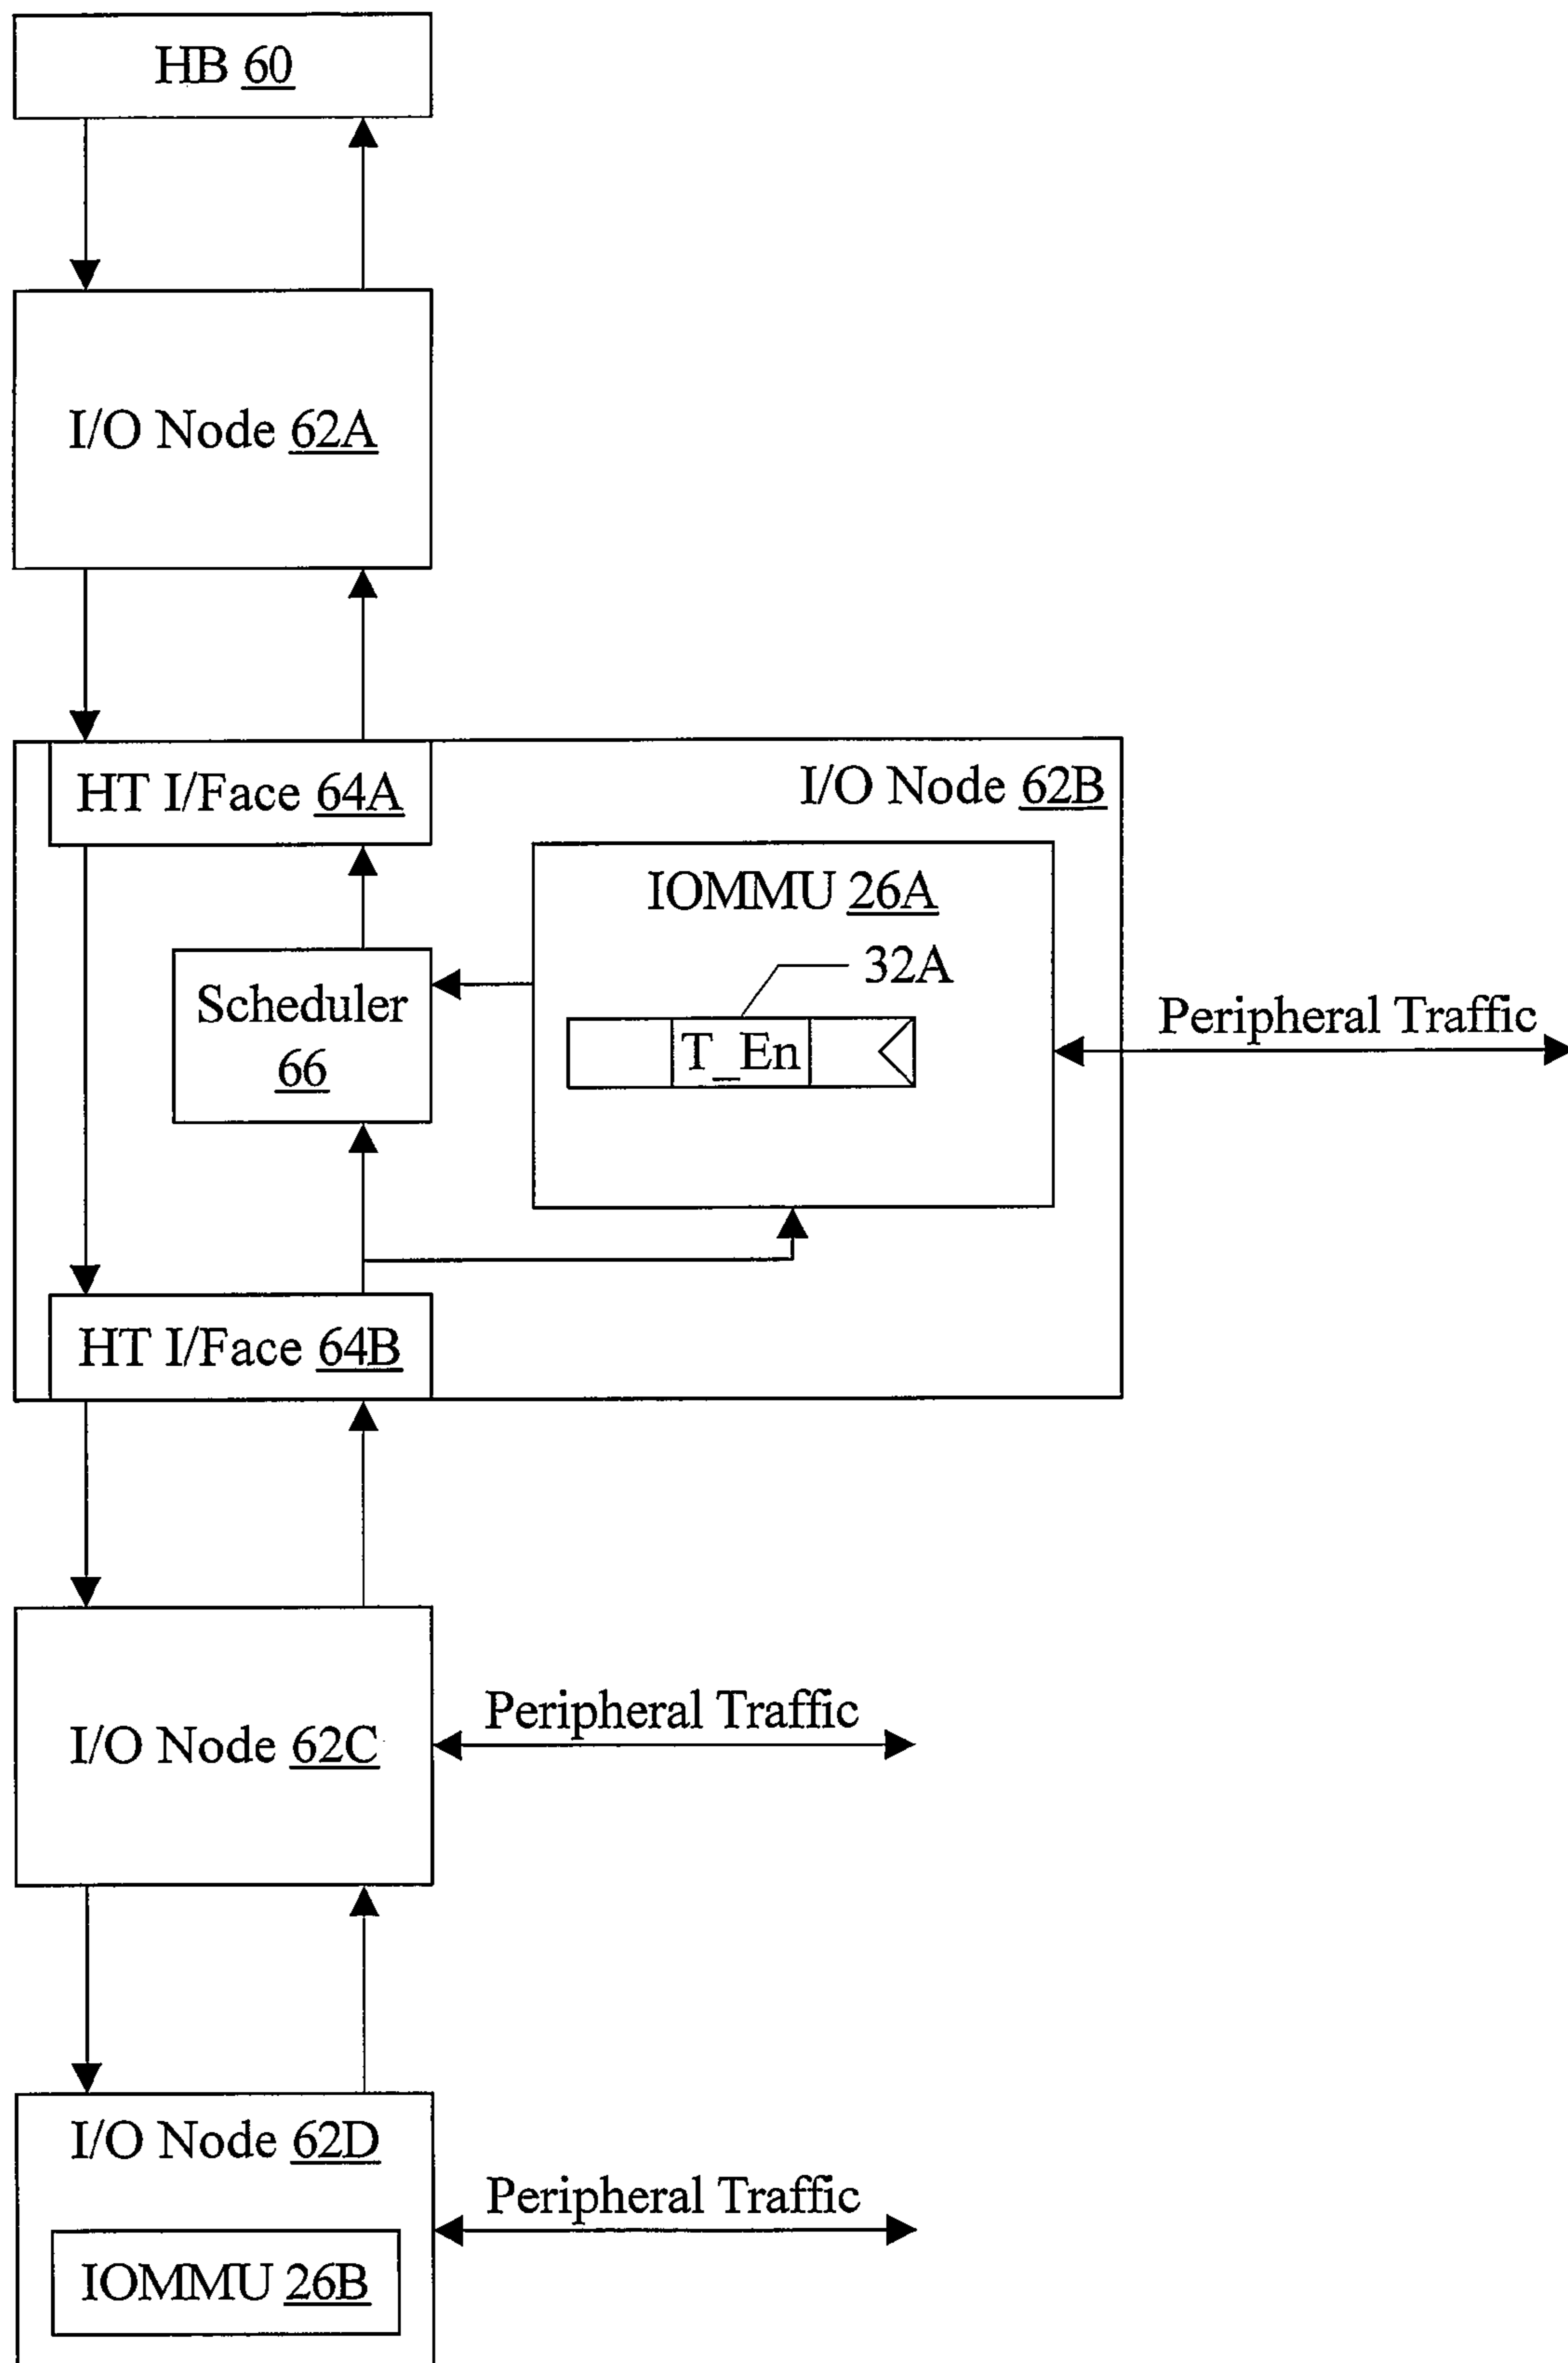 HB 60
I/O Node 62A
HT I/Face 64A
I/O Node 62B
IOMMU 26A
32A
Scheduler
66
T_En
Peripheral Traffic
HT I/Face 64B
Peripheral Traffic
I/O Node 62C
I/O Node 62D
Peripheral Traffic
IOMMU 26B